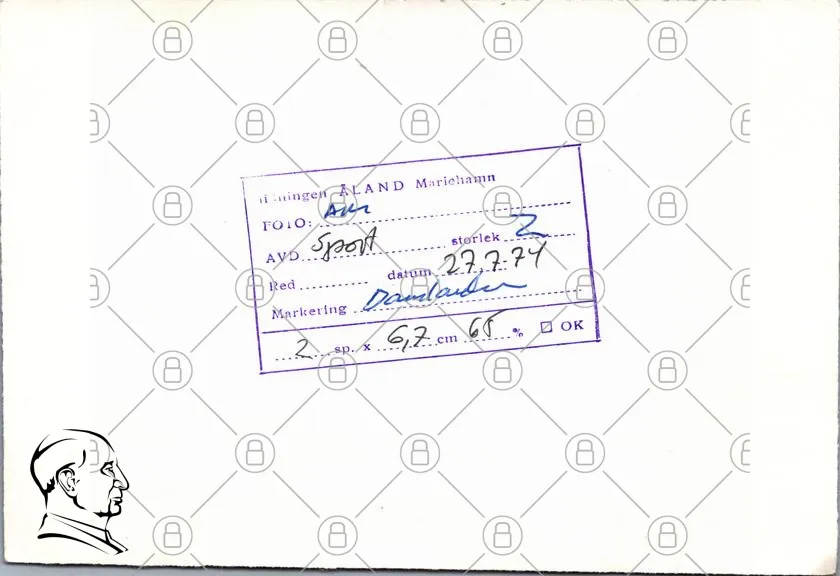 Tidningen ÅLAND Mariehamn
FOTO:
AVD. Sport storlek 2
Red. datum 27.7-74
Markering
2 sp. x 6,7 cm 65 % OK